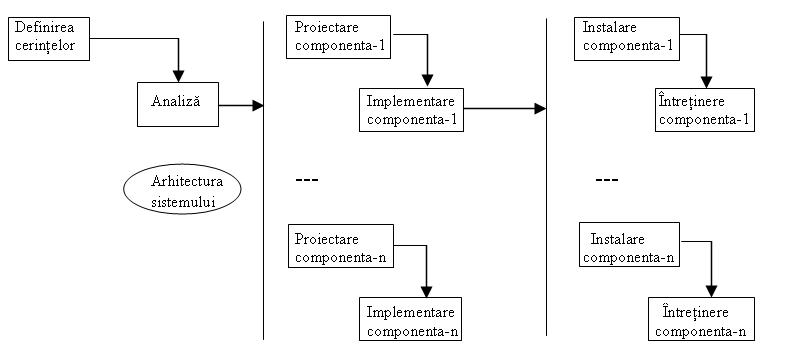 Definirea
cerințelor
Analiză
Arhitectura
sistemului
Proiectare
componenta-1
Implementare
componenta-1
---
Proiectare
componenta-n
Implementare
componenta-n
Instalare
componenta-1
Întreținere
componenta-1
---
Instalare
componenta-n
Întreținere
componenta-n